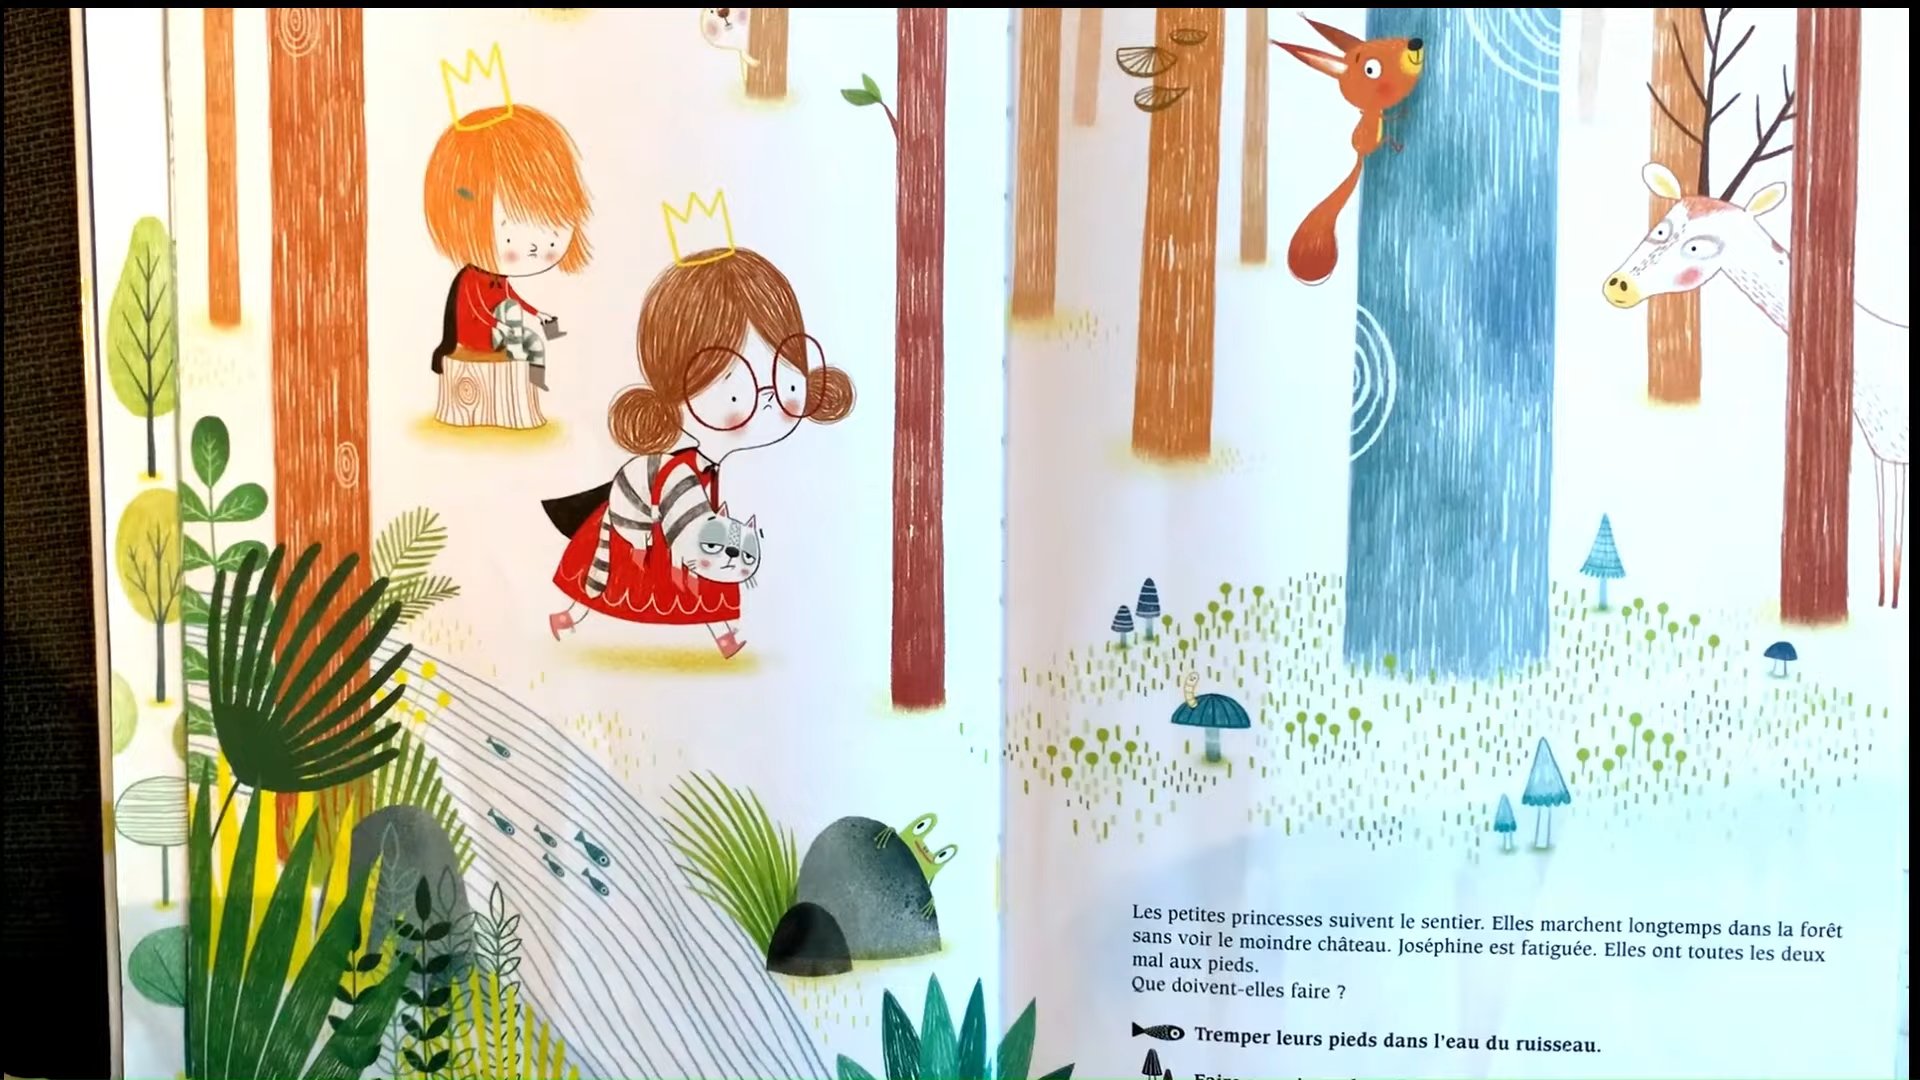 Les petites princesses suivent le sentier. Elles marchent longtemps dans la forêt
sans voir le moindre château. Joséphine est fatiguée. Elles ont toutes les deux
mal aux pieds.
Que doivent-elles faire ?
Tremper leurs pieds dans l'eau du ruisseau.